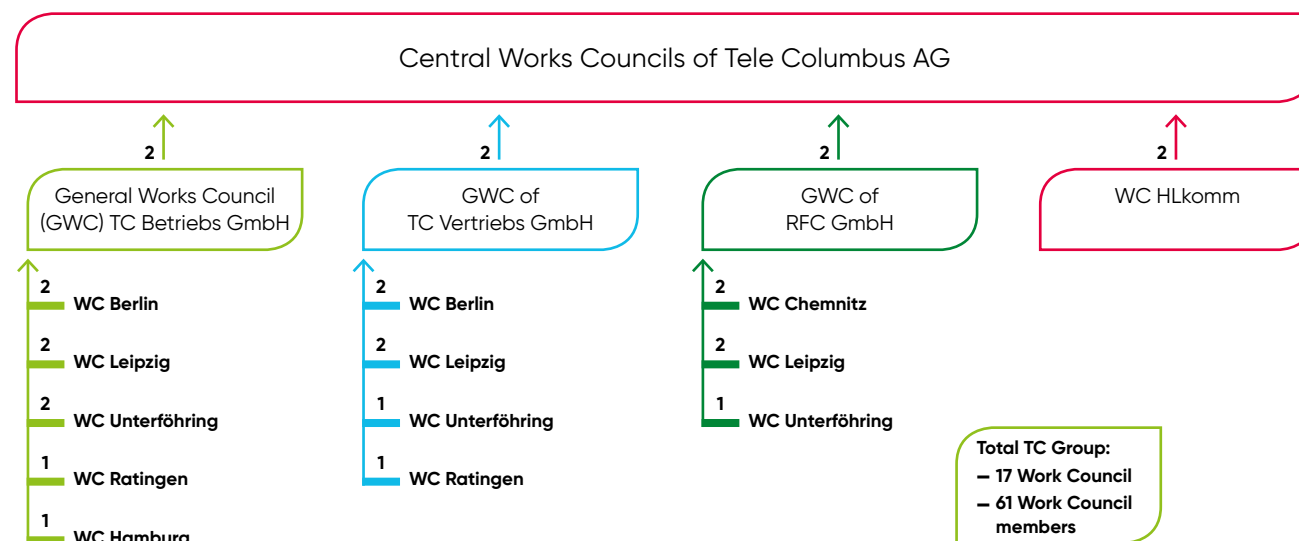 Central Works Councils of Tele Columbus AG
2
2
2
2
General Works Council
(GWC) TC Betriebs GmbH
GWC of
TC Vertriebs GmbH
GWC of
RFC GmbH
WC HLkomm
2
WC Berlin
2
WC Leipzig
2
WC Unterföhring
1
WC Ratingen
1
WC Hamburg
2
WC Berlin
2
WC Leipzig
1
WC Unterföhring
1
WC Ratingen
2
WC Chemnitz
2
WC Leipzig
1
WC Unterföhring
Total TC Group:
– 17 Work Council
– 61 Work Council
members